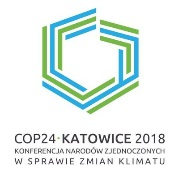 COP24·KATOWICE 2018
KONFERENCJA NARODÓW ZJEDNOCZONYCH
W SPRAWIE ZMIAN KLIMATU